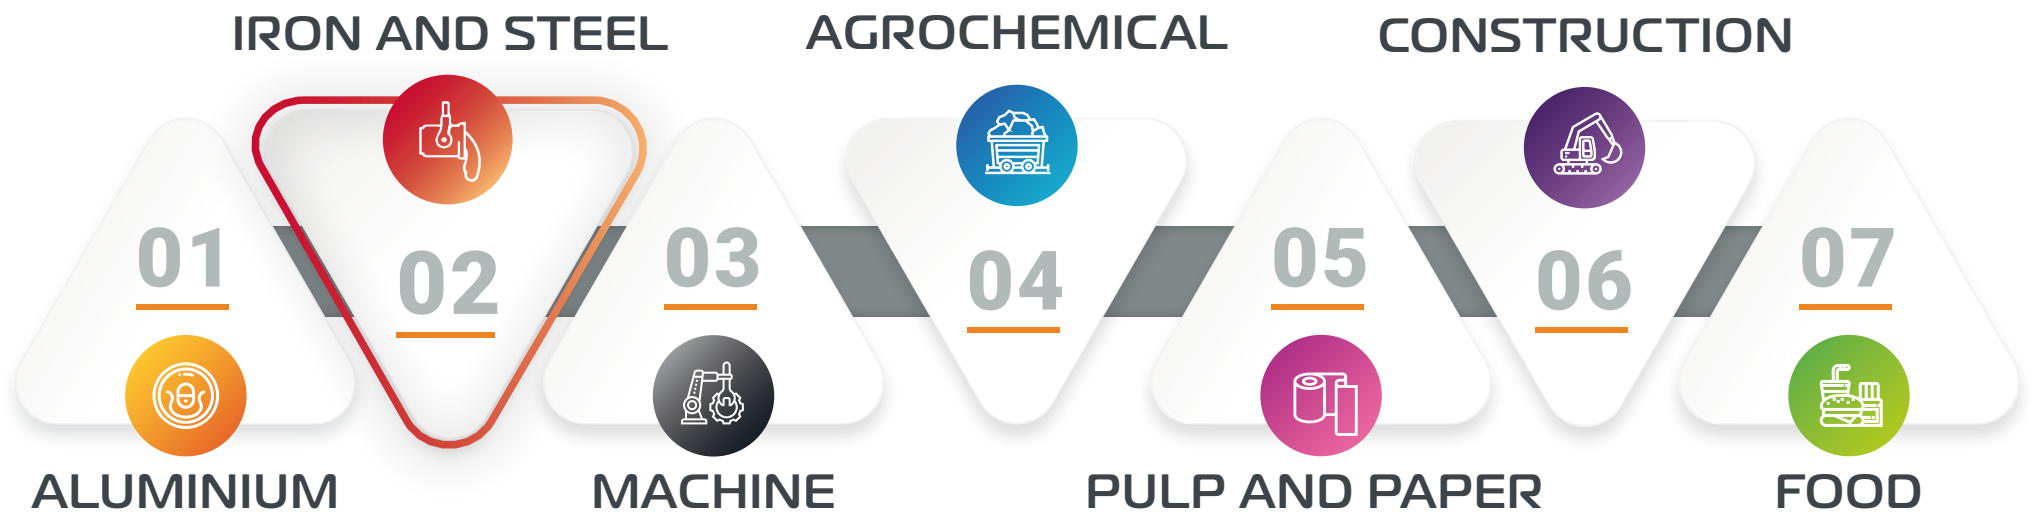 IRON AND STEEL
AGROCHEMICAL
CONSTRUCTION
01
02
03
04
05
06
07
ALUMINIUM
MACHINE
PULP AND PAPER
FOOD